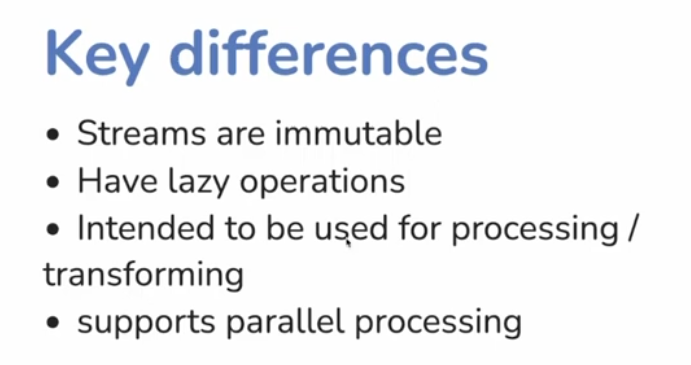 Key differences
• Streams are immutable
• Have lazy operations
• Intended to be used for processing /
transforming
• supports parallel processing